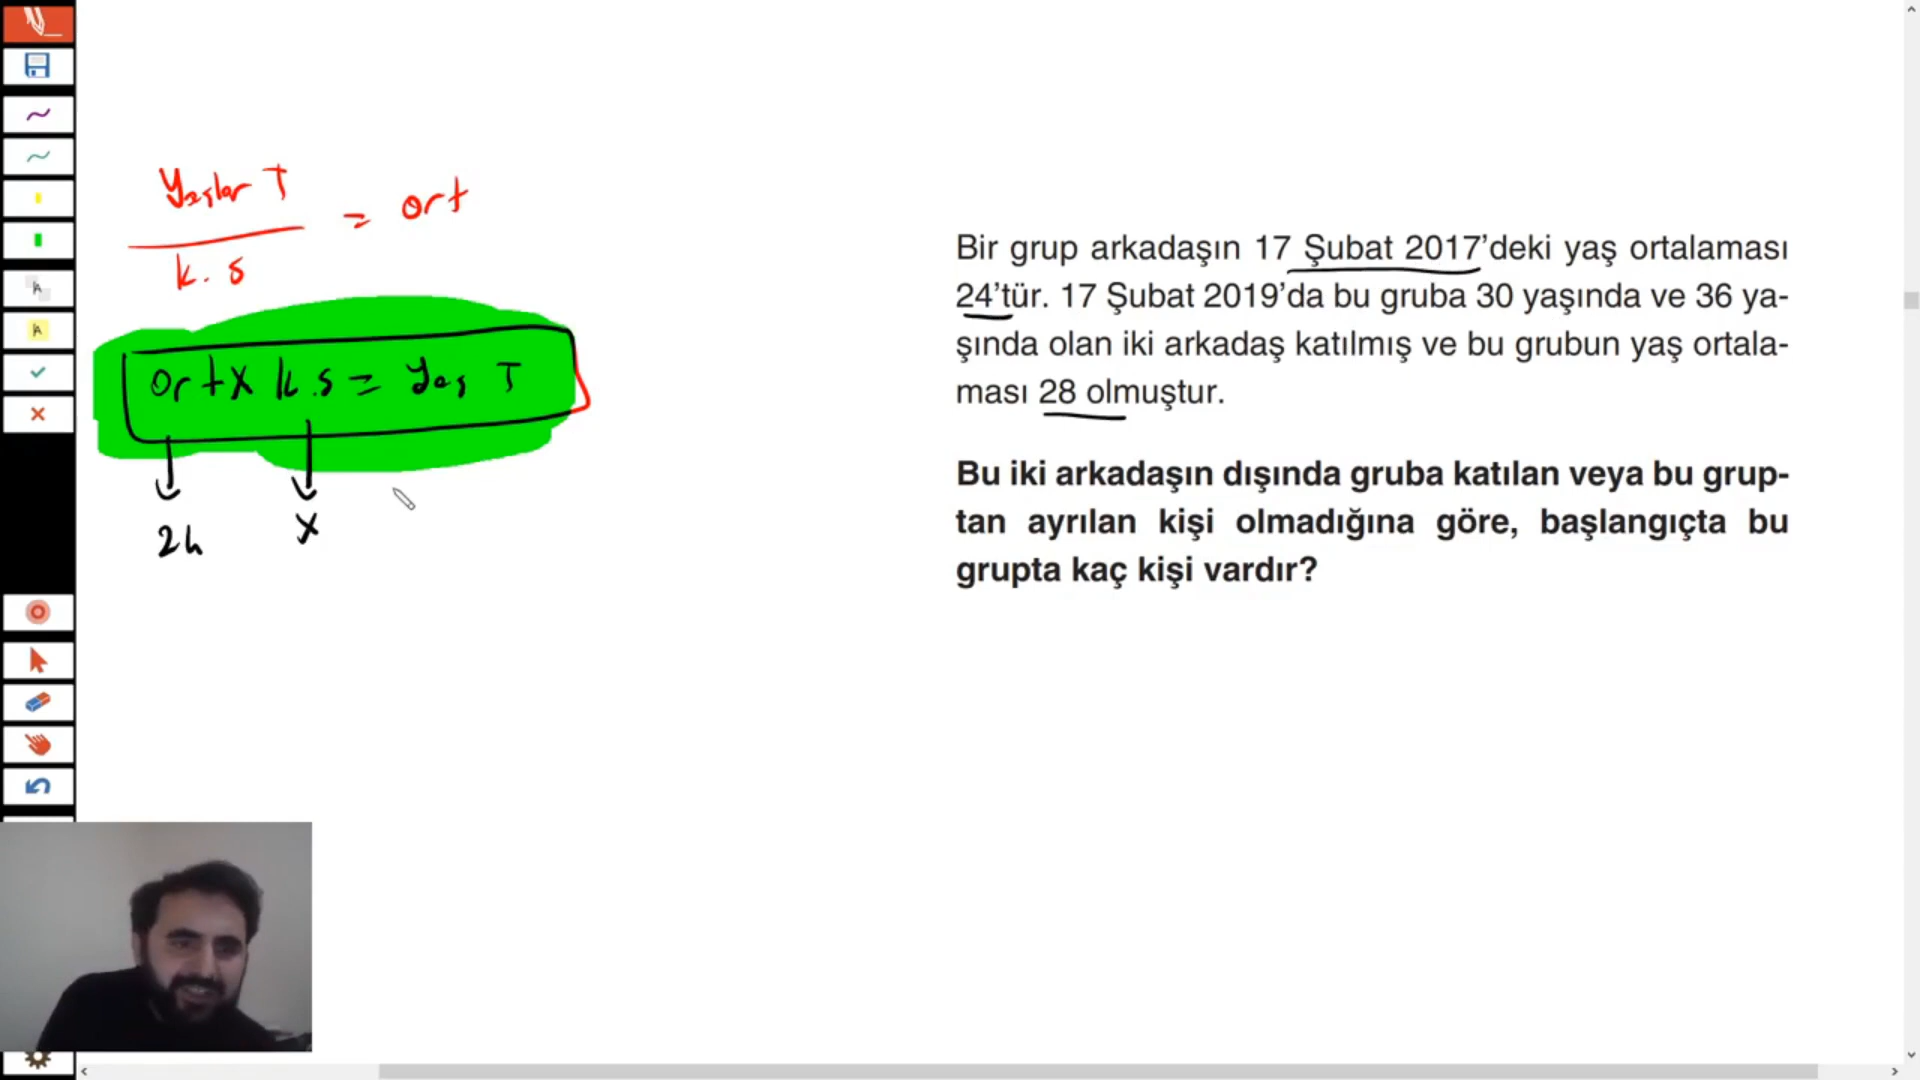 Yaşlar T
k. s
= ort
ort x k.s = Yaş T
24
x
Bir grup arkadaşın 17 Şubat 2017'deki yaş ortalaması
24'tür. 17 Şubat 2019'da bu gruba 30 yaşında ve 36 ya-
şında olan iki arkadaş katılmış ve bu grubun yaş ortala-
ması 28 olmuştur.
Bu iki arkadaşın dışında gruba katılan veya bu grup-
tan ayrılan kişi olmadığına göre, başlangıçta bu
grupta kaç kişi vardır?